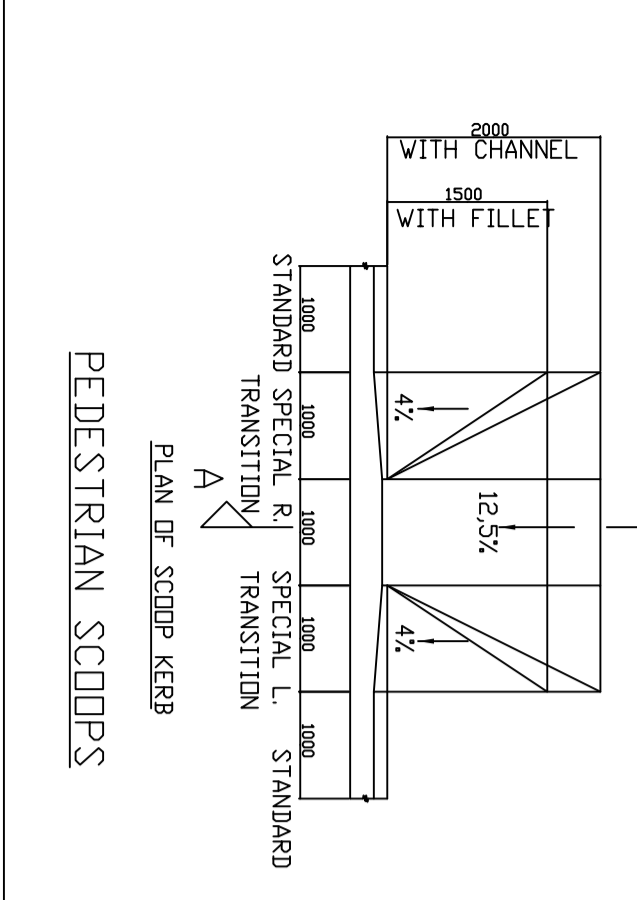 2000
WITH CHANNEL
1500
WITH FILLET
4%
12,5%
4%
1000
1000
1000
1000
1000
STANDARD
SPECIAL R.
TRANSITION
SPECIAL L.
TRANSITION
STANDARD
A
PLAN OF SCOOP KERB
PEDESTRIAN SCOOPS